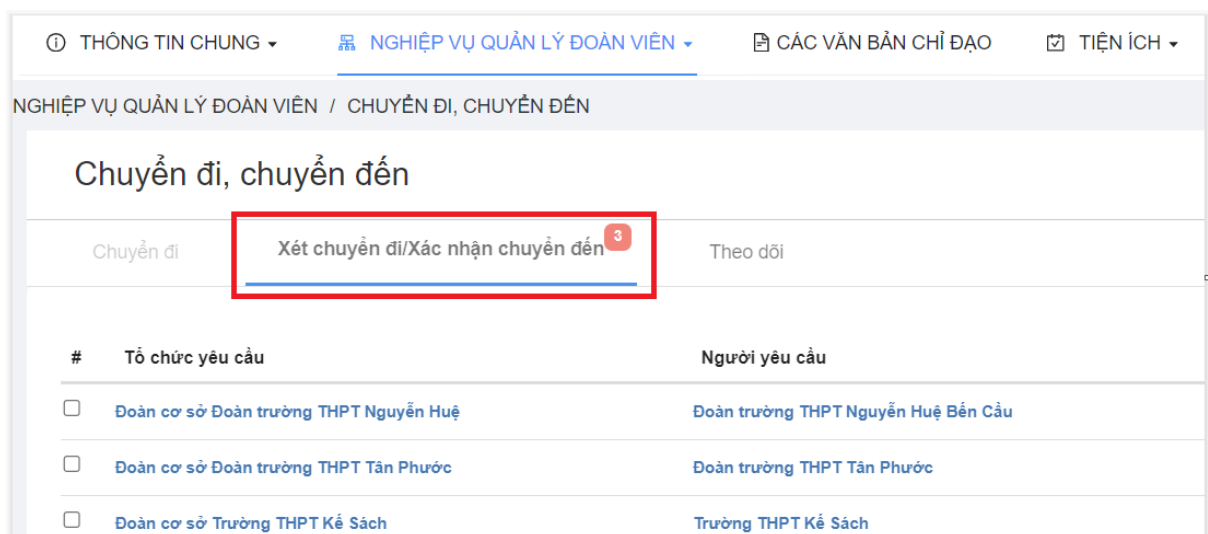 THÔNG TIN CHUNG NGHIỆP VỤ QUẢN LÝ ĐOÀN VIÊN CÁC VĂN BẢN CHỈ ĐẠO TIỆN ÍCH
NGHIỆP VỤ QUẢN LÝ ĐOÀN VIÊN / CHUYỂN ĐI, CHUYỂN ĐẾN
Chuyển đi, chuyển đến
Chuyển đi Xét chuyển đi/Xác nhận chuyển đến 3 Theo dõi
# Tổ chức yêu cầu Người yêu cầu
Đoàn cơ sở Đoàn trường THPT Nguyễn Huệ Đoàn trường THPT Nguyễn Huệ Bến Cầu
Đoàn cơ sở Đoàn trường THPT Tân Phước Đoàn trường THPT Tân Phước
Đoàn cơ sở Trường THPT Kế Sách Trường THPT Kế Sách